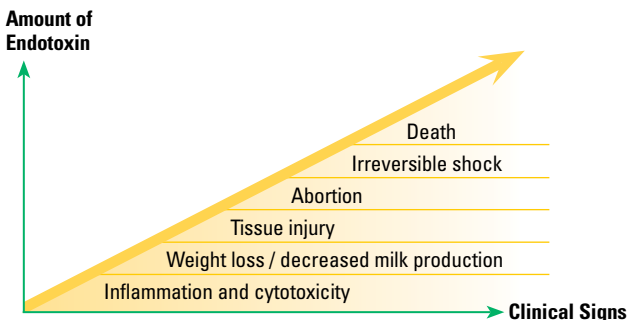 Amount of
Endotoxin
Death
Irreversible shock
Abortion
Tissue injury
Weight loss / decreased milk production
Inflammation and cytotoxicity
Clinical Signs